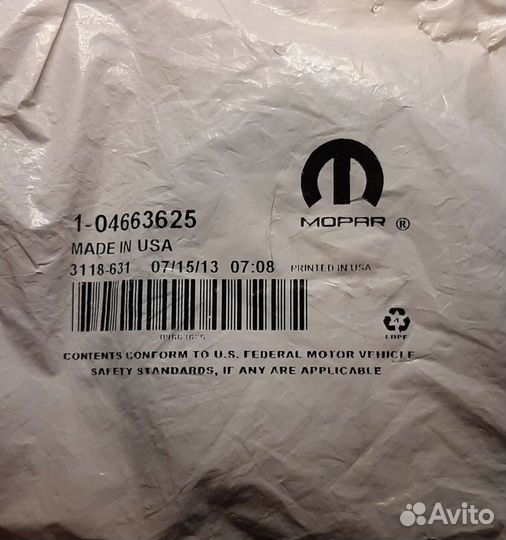 MOPAR ®
1-04663625
MADE IN USA
3118-631 07/15/13 07:08 PRINTED IN USA
04663625
4
LDPE
CONTENTS CONFORM TO U.S. FEDERAL MOTOR VEHICLE
SAFETY STANDARDS, IF ANY ARE APPLICABLE
Avito